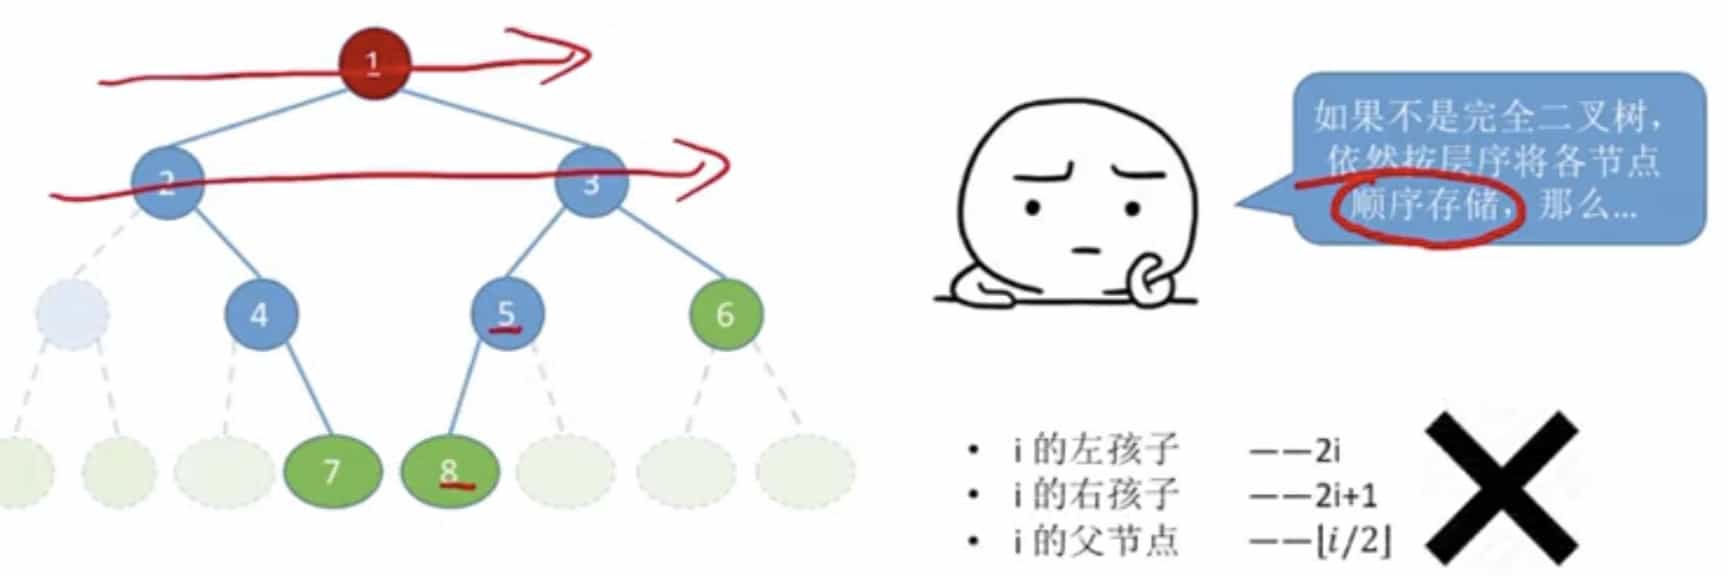 1
2
3
4
5
6
7
8
如果不是完全二叉树，
依然按层序将各节点
顺序存储，那么...
• i 的左孩子 ——2i
• i 的右孩子 ——2i+1
• i 的父节点 ——⌊i/2⌋